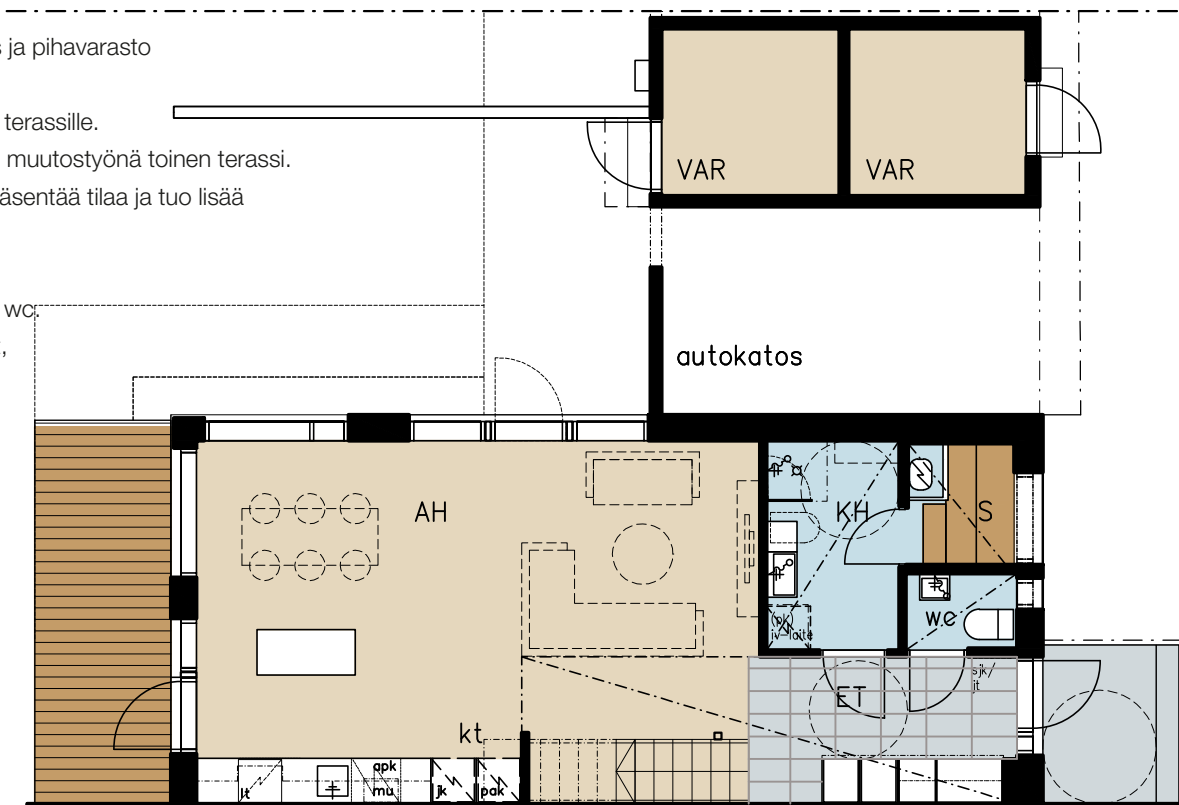 s ja pihavarasto
terassille.
muutostyönä toinen terassi.
äsentää tilaa ja tuo lisää
wc.
,
VAR
VAR
autokatos
AH
KH
S
wc
(pk)
iv-laite
ET
sjk/
jt
kt
lt
apk
mu
jk
pak